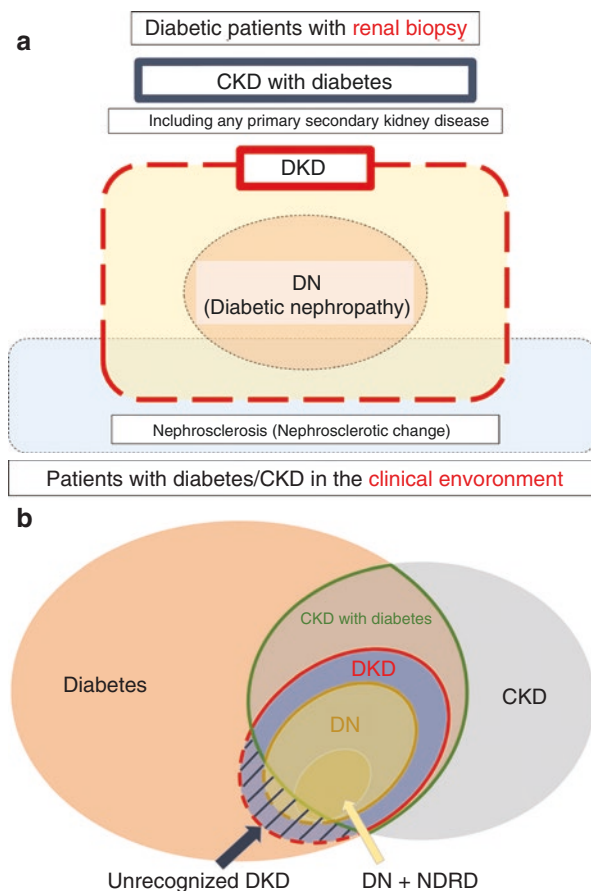 Diabetic patients with renal biopsy
a
CKD with diabetes
Including any primary secondary kidney disease
DKD
DN
(Diabetic nephropathy)
Nephrosclerosis (Nephrosclerotic change)
Patients with diabetes/CKD in the clinical envoronment
b
CKD with diabetes
DKD
Diabetes
CKD
DN
Unrecognized DKD
DN + NDRD